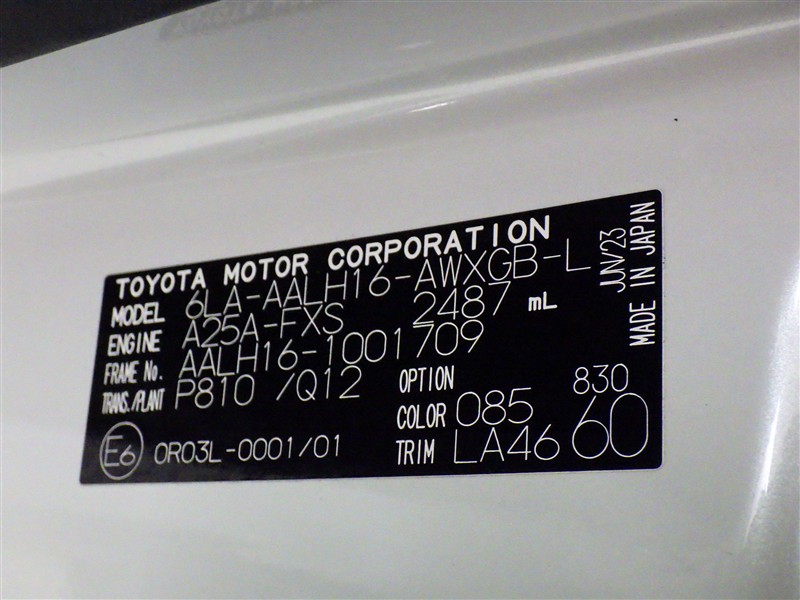 TOYOTA MOTOR CORPORATION
MODEL 6LA-AALH16-AWXGB-L
ENGINE A25A-FXS 2487 mL
FRAME No. AALH16-1001709
TRANS./PLANT P810 /Q12
OPTION 830
COLOR 085
TRIM LA46 60
E6 0R03L-0001/01
JUN/23
MADE IN JAPAN